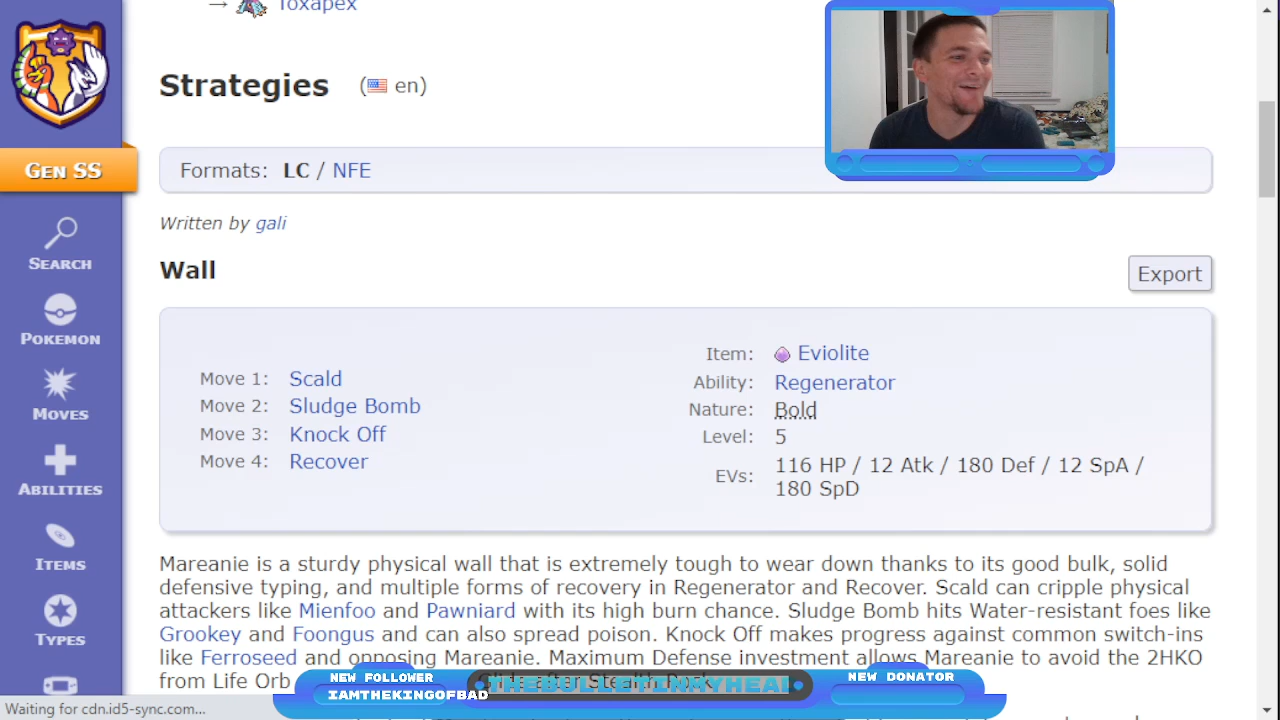 → Toxapex
Strategies (en)
GEN SS
Formats: LC / NFE
Written by gali
SEARCH
Wall
Export
POKEMON
Item: Eviolite
Move 1: Scald
Ability: Regenerator
Move 2: Sludge Bomb
Nature: Bold
MOVES
Move 3: Knock Off
Level: 5
Move 4: Recover
EVs: 116 HP / 12 Atk / 180 Def / 12 SpA /
180 SpD
ABILITIES
ITEMS
Mareanie is a sturdy physical wall that is extremely tough to wear down thanks to its good bulk, solid
defensive typing, and multiple forms of recovery in Regenerator and Recover. Scald can cripple physical
attackers like Mienfoo and Pawniard with its high burn chance. Sludge Bomb hits Water-resistant foes like
Grookey and Foongus and can also spread poison. Knock Off makes progress against common switch-ins
like Ferroseed and opposing Mareanie. Maximum Defense investment allows Mareanie to avoid the 2HKO
from Life Orb Glide after Stealth Rock
TYPES
NEW FOLLOWER
IAMTHEKINGOFBAD
THEBULLETINMYHEAD
NEW DONATOR
Waiting for cdn.id5-sync.com...